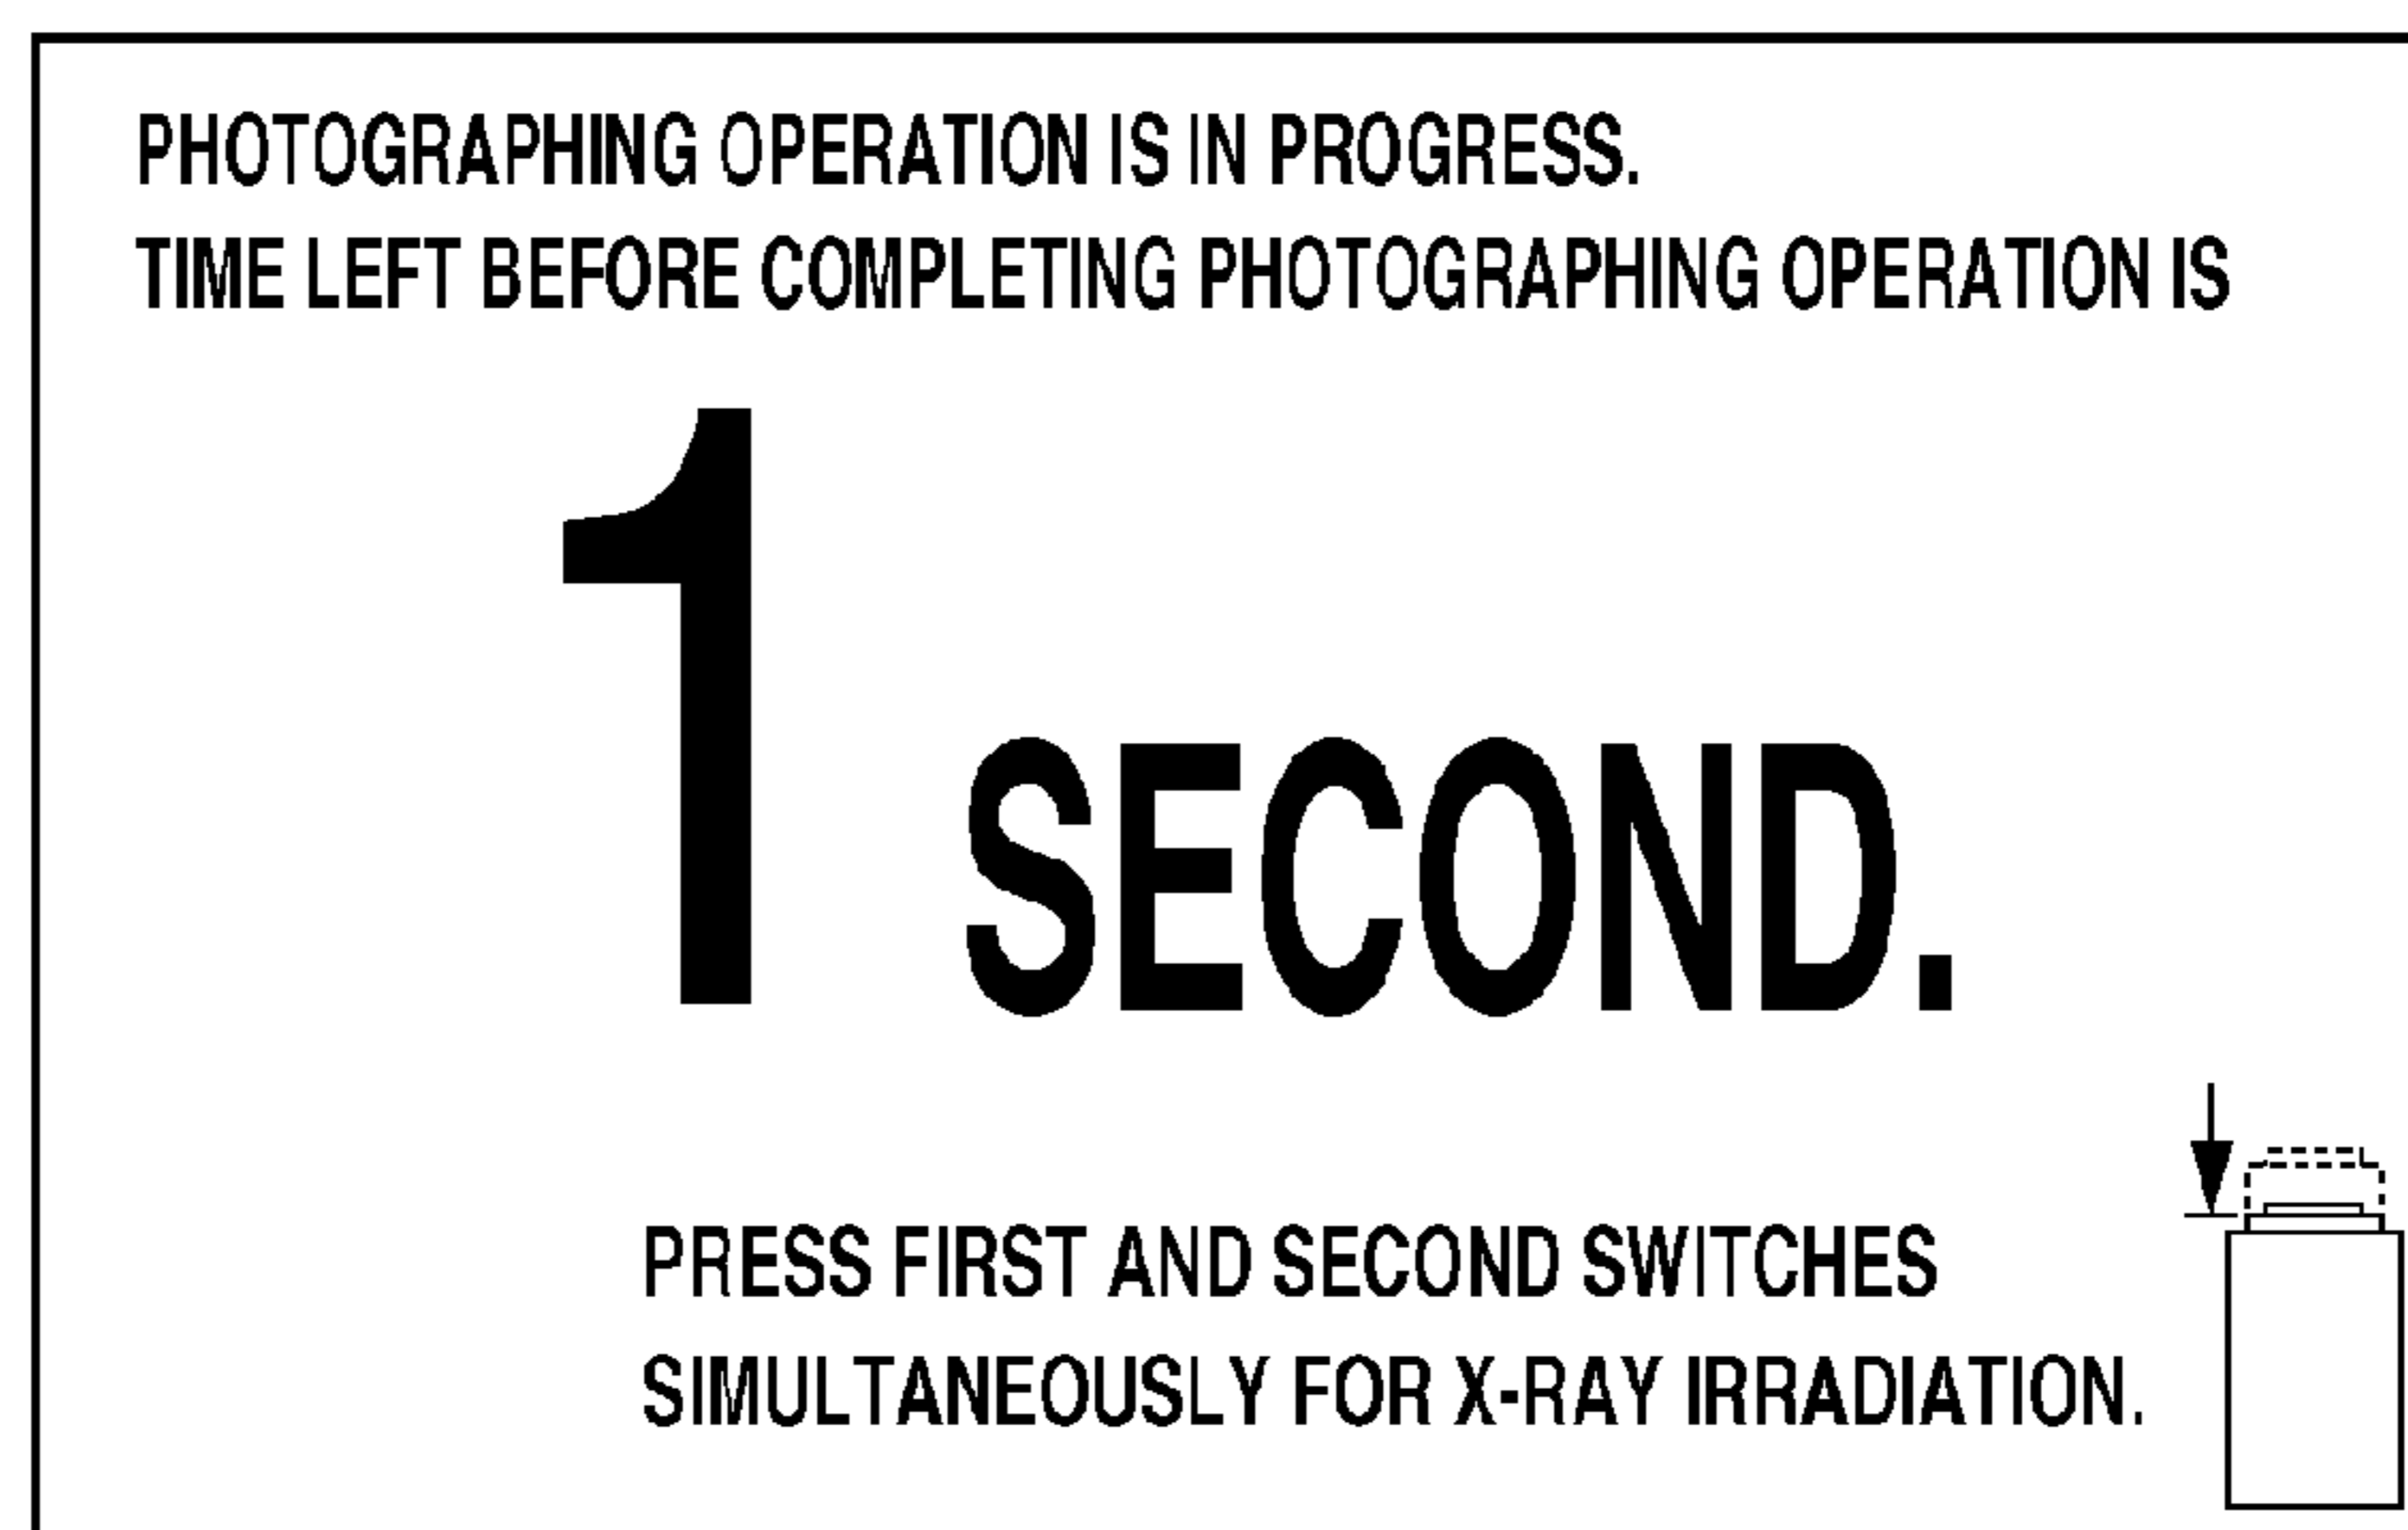 PHOTOGRAPHING OPERATION IS IN PROGRESS.
TIME LEFT BEFORE COMPLETING PHOTOGRAPHING OPERATION IS
1 SECOND.
PRESS FIRST AND SECOND SWITCHES
SIMULTANEOUSLY FOR X-RAY IRRADIATION.